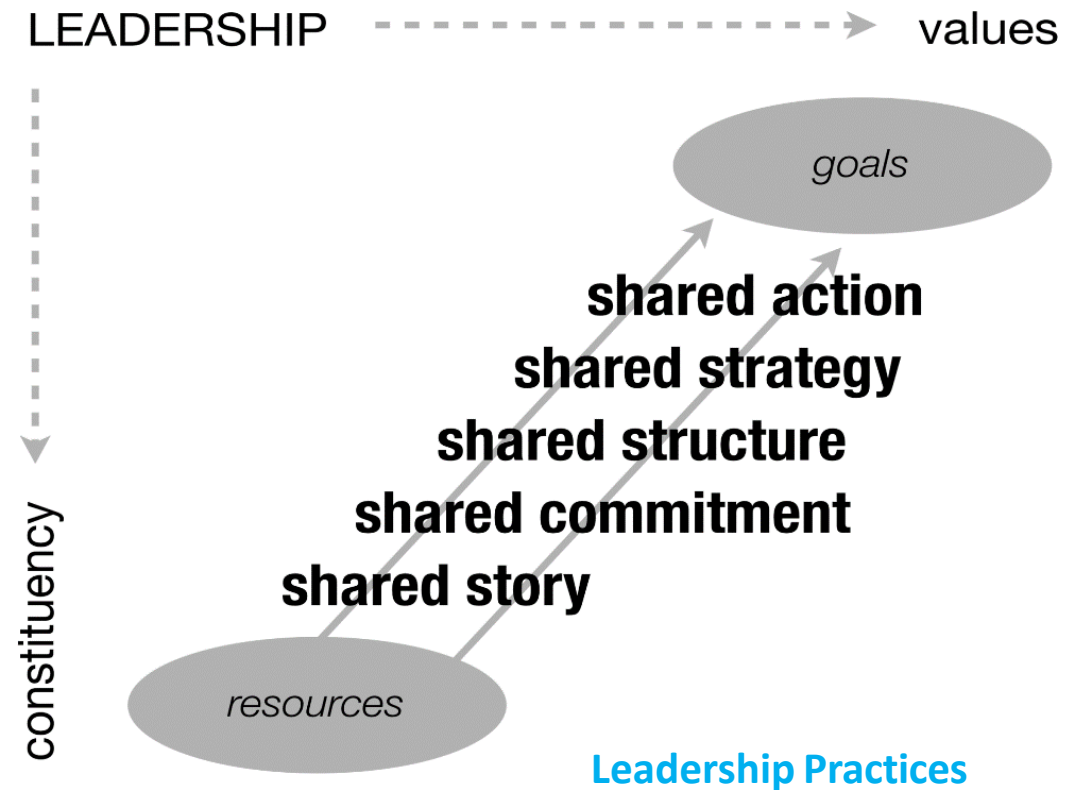 LEADERSHIP
values
goals
shared action
shared strategy
shared structure
shared commitment
shared story
constituency
resources
Leadership Practices